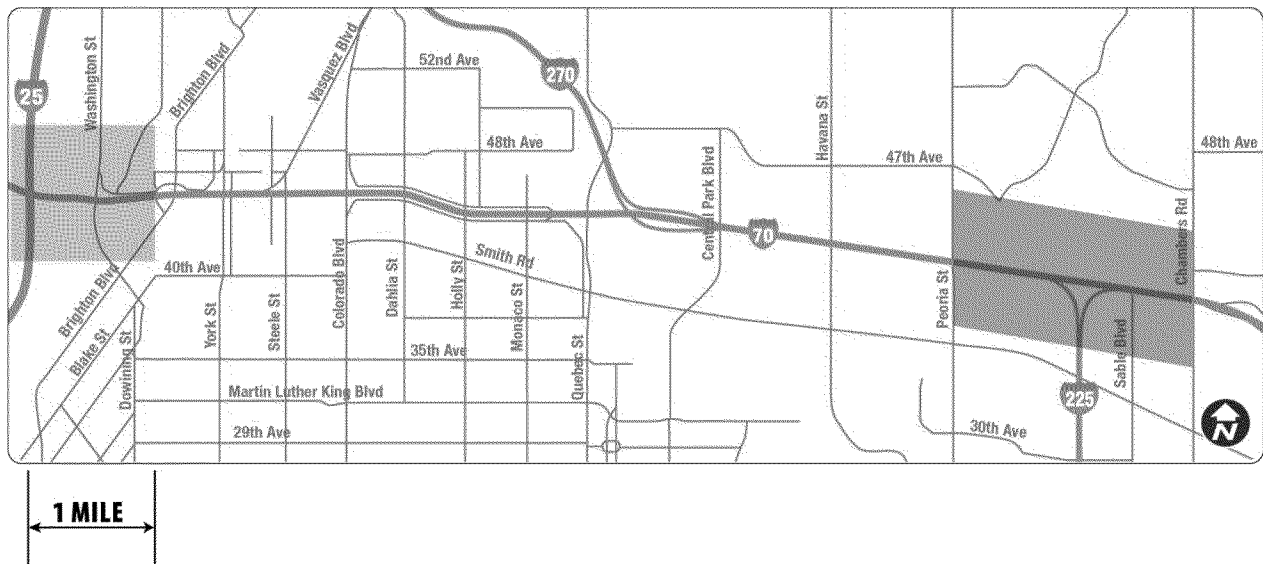 Washington St
Brighton Blvd
Vasquez Blvd
52nd Ave
25
270
48th Ave
Havana St
47th Ave
48th Ave
Central Park Blvd
70
Chambers Rd
Smith Rd
40th Ave
Brighton Blvd
Blake St
Downing St
York St
Steele St
Colorado Blvd
Dahlia St
Holly St
Monaco St
Quebec St
Peoria St
Sable Blvd
35th Ave
Martin Luther King Blvd
29th Ave
225
30th Ave
N
1 MILE